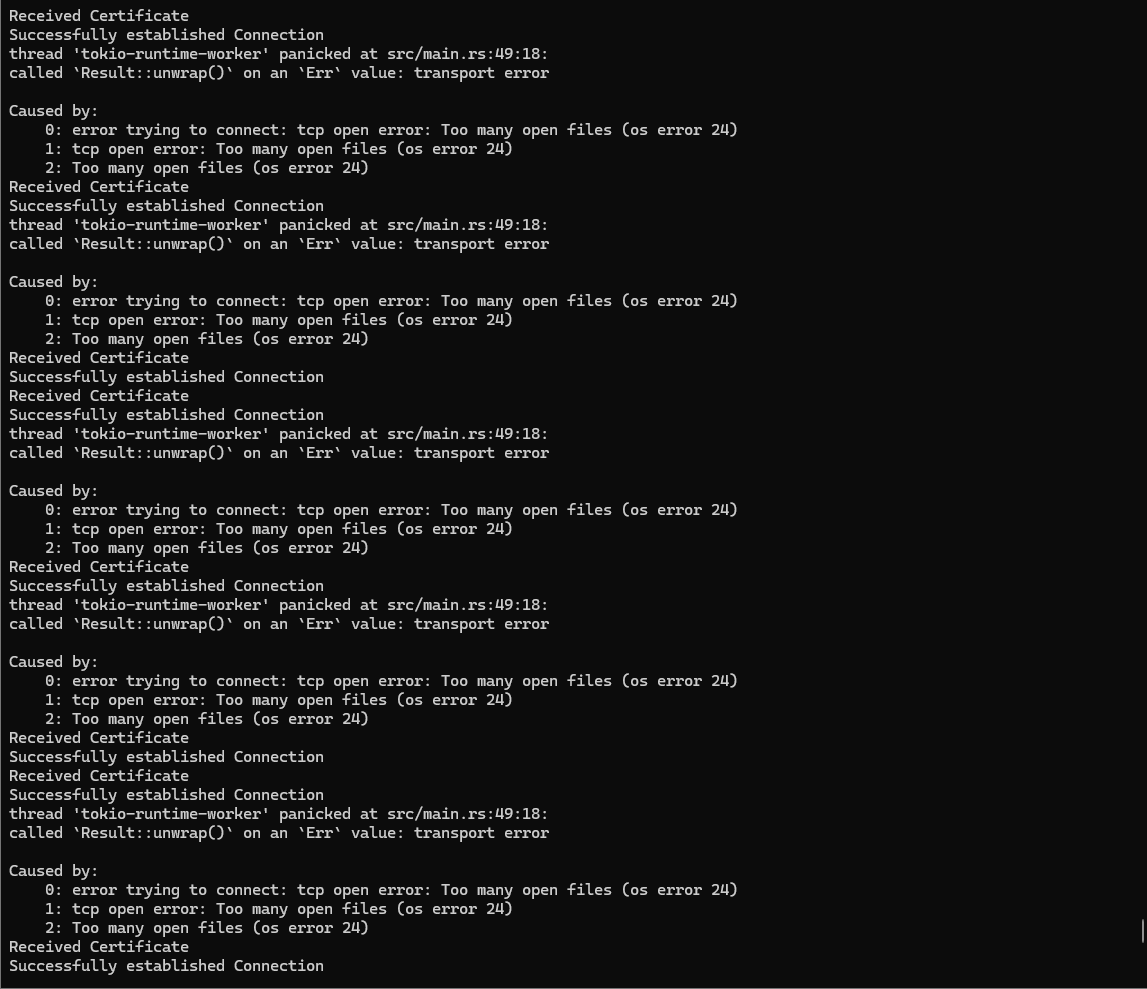 Received Certificate
Successfully established Connection
thread 'tokio-runtime-worker' panicked at src/main.rs:49:18:
called `Result::unwrap()` on an `Err` value: transport error

Caused by:
    0: error trying to connect: tcp open error: Too many open files (os error 24)
    1: tcp open error: Too many open files (os error 24)
    2: Too many open files (os error 24)
Received Certificate
Successfully established Connection
thread 'tokio-runtime-worker' panicked at src/main.rs:49:18:
called `Result::unwrap()` on an `Err` value: transport error

Caused by:
    0: error trying to connect: tcp open error: Too many open files (os error 24)
    1: tcp open error: Too many open files (os error 24)
    2: Too many open files (os error 24)
Received Certificate
Successfully established Connection
Received Certificate
Successfully established Connection
thread 'tokio-runtime-worker' panicked at src/main.rs:49:18:
called `Result::unwrap()` on an `Err` value: transport error

Caused by:
    0: error trying to connect: tcp open error: Too many open files (os error 24)
    1: tcp open error: Too many open files (os error 24)
    2: Too many open files (os error 24)
Received Certificate
Successfully established Connection
thread 'tokio-runtime-worker' panicked at src/main.rs:49:18:
called `Result::unwrap()` on an `Err` value: transport error

Caused by:
    0: error trying to connect: tcp open error: Too many open files (os error 24)
    1: tcp open error: Too many open files (os error 24)
    2: Too many open files (os error 24)
Received Certificate
Successfully established Connection
Received Certificate
Successfully established Connection
thread 'tokio-runtime-worker' panicked at src/main.rs:49:18:
called `Result::unwrap()` on an `Err` value: transport error

Caused by:
    0: error trying to connect: tcp open error: Too many open files (os error 24)
    1: tcp open error: Too many open files (os error 24)
    2: Too many open files (os error 24)
Received Certificate
Successfully established Connection